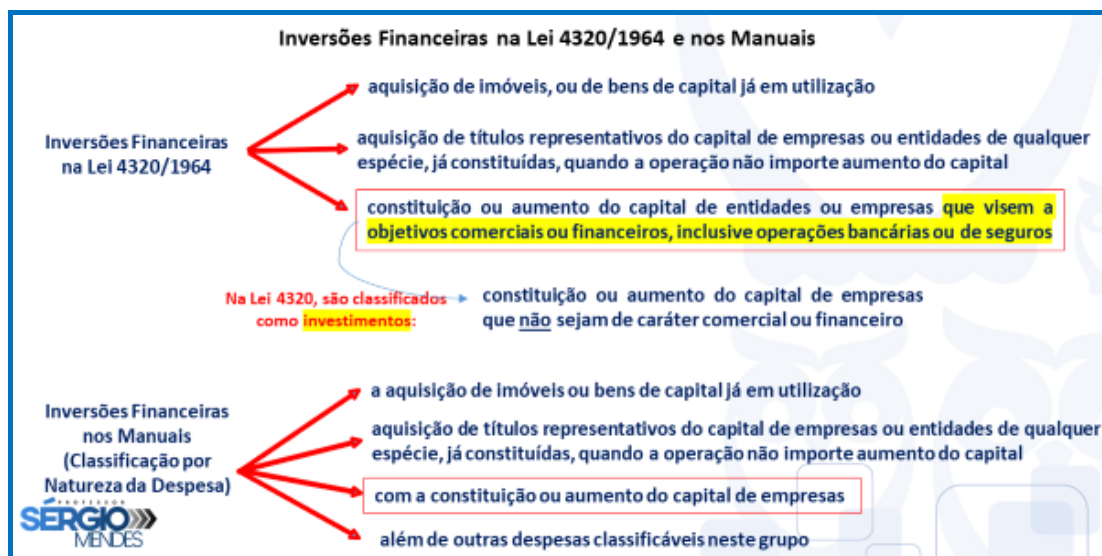 Inversões Financeiras na Lei 4320/1964 e nos Manuais
Inversões Financeiras
na Lei 4320/1964
aquisição de imóveis, ou de bens de capital já em utilização
aquisição de títulos representativos do capital de empresas ou entidades de qualquer
espécie, já constituídas, quando a operação não importe aumento do capital
constituição ou aumento do capital de entidades ou empresas que visem a
objetivos comerciais ou financeiros, inclusive operações bancárias ou de seguros
Na Lei 4320, são classificados
como investimentos:
constituição ou aumento do capital de empresas
que não sejam de caráter comercial ou financeiro
Inversões Financeiras
nos Manuais
(Classificação por
Natureza da Despesa)
a aquisição de imóveis ou bens de capital já em utilização
aquisição de títulos representativos do capital de empresas ou entidades de qualquer
espécie, já constituídas, quando a operação não importe aumento do capital
com a constituição ou aumento do capital de empresas
além de outras despesas classificáveis neste grupo
PROFESSOR
SÉRGIO
MENDES